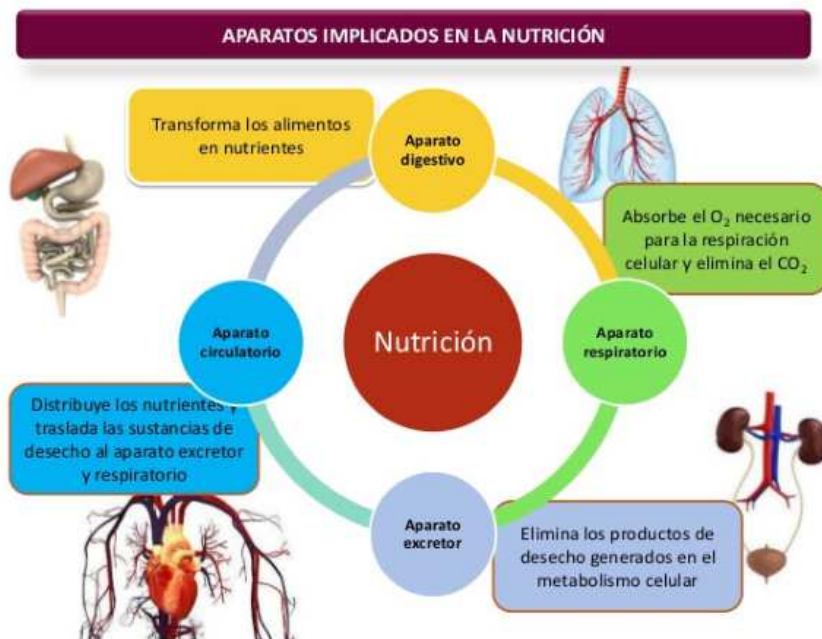 APARATOS IMPLICADOS EN LA NUTRICIÓN
Transforma los alimentos
en nutrientes
Aparato
digestivo
Absorbe el O₂ necesario
para la respiración
celular y elimina el CO₂
Aparato
circulatorio
Nutrición
Aparato
respiratorio
Distribuye los nutrientes y
traslada las sustancias de
desecho al aparato excretor
y respiratorio
Aparato
excretor
Elimina los productos de
desecho generados en el
metabolismo celular